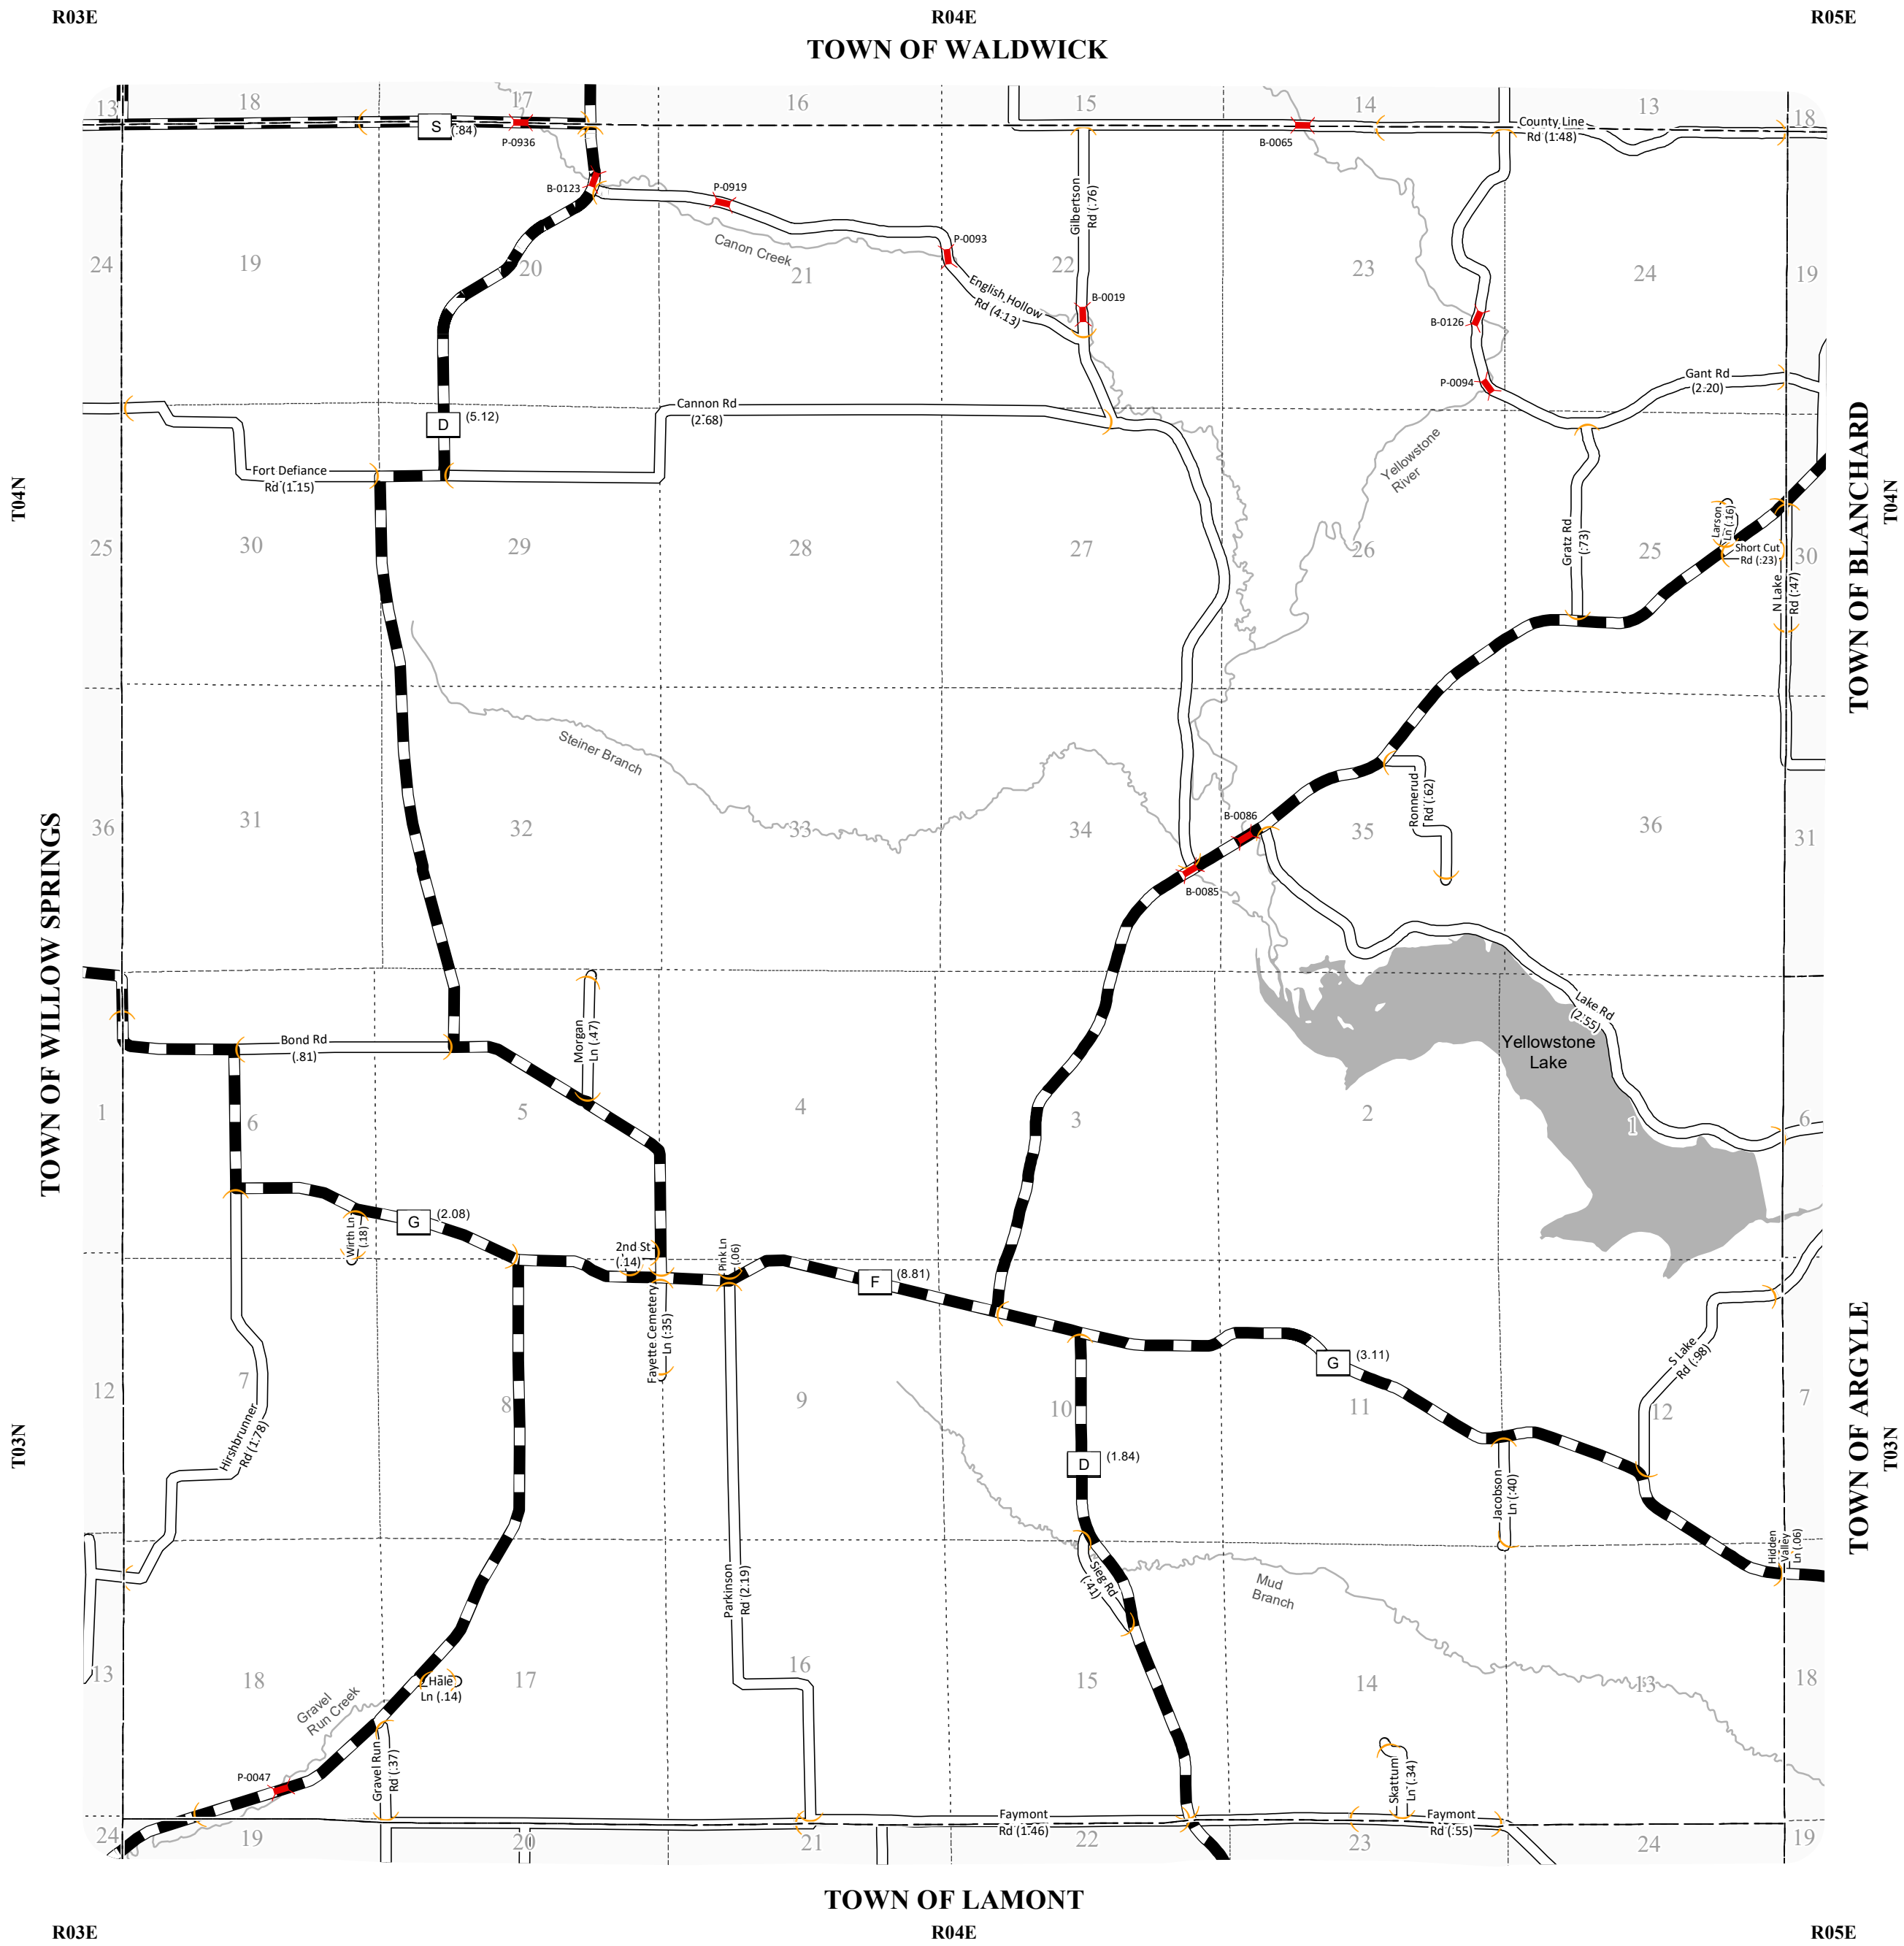 R03E
R04E
R05E
TOWN OF WALDWICK
13
18
17
16
15
14
13
18
S
(.84)
P-0936
B-0065
County Line
Rd (1.48)
B-0123
P-0919
P-0093
Canon Creek
English Hollow
Rd (4.13)
Gilbertson
Rd (.76)
B-0019
24
19
20
21
22
23
24
19
B-0126
P-0094
Gant Rd
(2.20)
D
(5.12)
Cannon Rd
(2.68)
Fort Defiance
Rd (1.15)
Yellowstone
River
Gratz Rd
(.73)
Larson
Ln (.16)
Short Cut
Rd (.23)
N Lake
Rd (.47)
T04N
T04N
TOWN OF BLANCHARD
25
30
29
28
27
26
25
30
Steiner Branch
36
31
32
33
34
35
36
31
B-0086
B-0085
Ronnerud
Rd (.62)
TOWN OF WILLOW SPRINGS
Bond Rd
(.81)
Morgan
Ln (.47)
Lake Rd
(2.55)
Yellowstone
Lake
1
6
5
4
3
2
1
6
Wirth Ln
(.18)
G
(2.08)
2nd St
(.14)
Pink Ln
(.06)
F
(8.81)
Fayette Cemetery
Ln (.35)
G
(3.11)
S Lake
Rd (.98)
12
7
8
9
10
11
12
7
Hirshbrunner
Rd (1.78)
D
(1.84)
T03N
T03N
TOWN OF ARGYLE
Jacobson
Ln (.40)
Hidden
Valley
Ln (.06)
Sieg Rd
(.41)
Mud
Branch
Parkinson
Rd (2.19)
13
18
17
16
15
14
13
18
Hale
Ln (.14)
Gravel
Run Creek
P-0047
Gravel Run
Rd (.37)
Skattum
Ln (.34)
Faymont
Rd (1.46)
Faymont
Rd (.55)
24
19
20
21
22
23
24
19
TOWN OF LAMONT
R03E
R04E
R05E